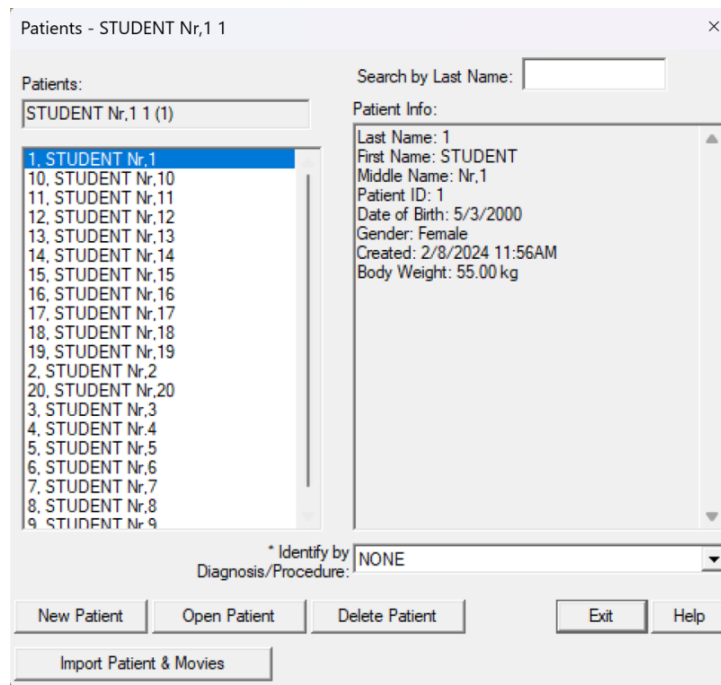 Patients - STUDENT Nr,1 1
Patients:
STUDENT Nr,1 1 (1)
1, STUDENT Nr,1
10, STUDENT Nr,10
11, STUDENT Nr,11
12, STUDENT Nr,12
13, STUDENT Nr,13
14, STUDENT Nr,14
15, STUDENT Nr,15
16, STUDENT Nr,16
17, STUDENT Nr,17
18, STUDENT Nr,18
19, STUDENT Nr,19
2, STUDENT Nr,2
20, STUDENT Nr,20
3, STUDENT Nr,3
4, STUDENT Nr.4
5, STUDENT Nr,5
6, STUDENT Nr,6
7, STUDENT Nr,7
8, STUDENT Nr,8
9, STUDENT Nr,9
Search by Last Name:
Patient Info:
Last Name: 1
First Name: STUDENT
Middle Name: Nr,1
Patient ID: 1
Date of Birth: 5/3/2000
Gender: Female
Created: 2/8/2024 11:56AM
Body Weight: 55.00 kg
* Identify by
Diagnosis/Procedure:
NONE
New Patient
Open Patient
Delete Patient
Exit
Help
Import Patient & Movies